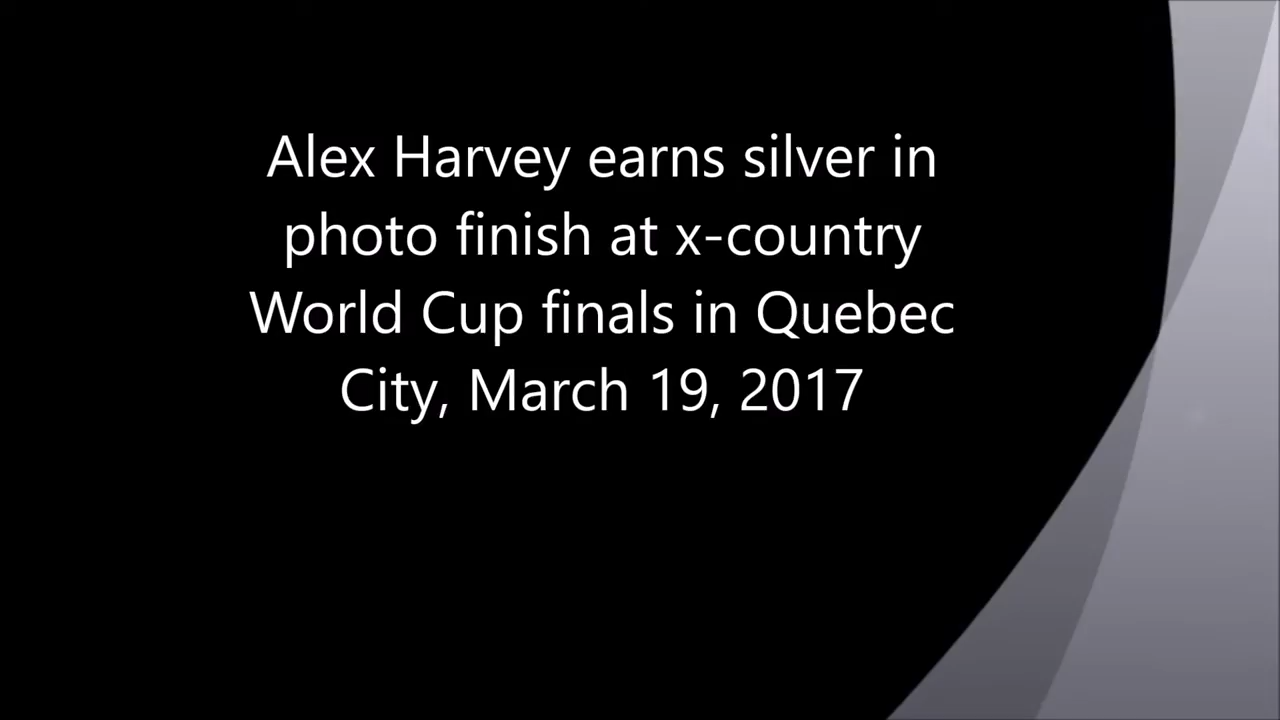 Alex Harvey earns silver in
photo finish at x-country
World Cup finals in Quebec
City, March 19, 2017